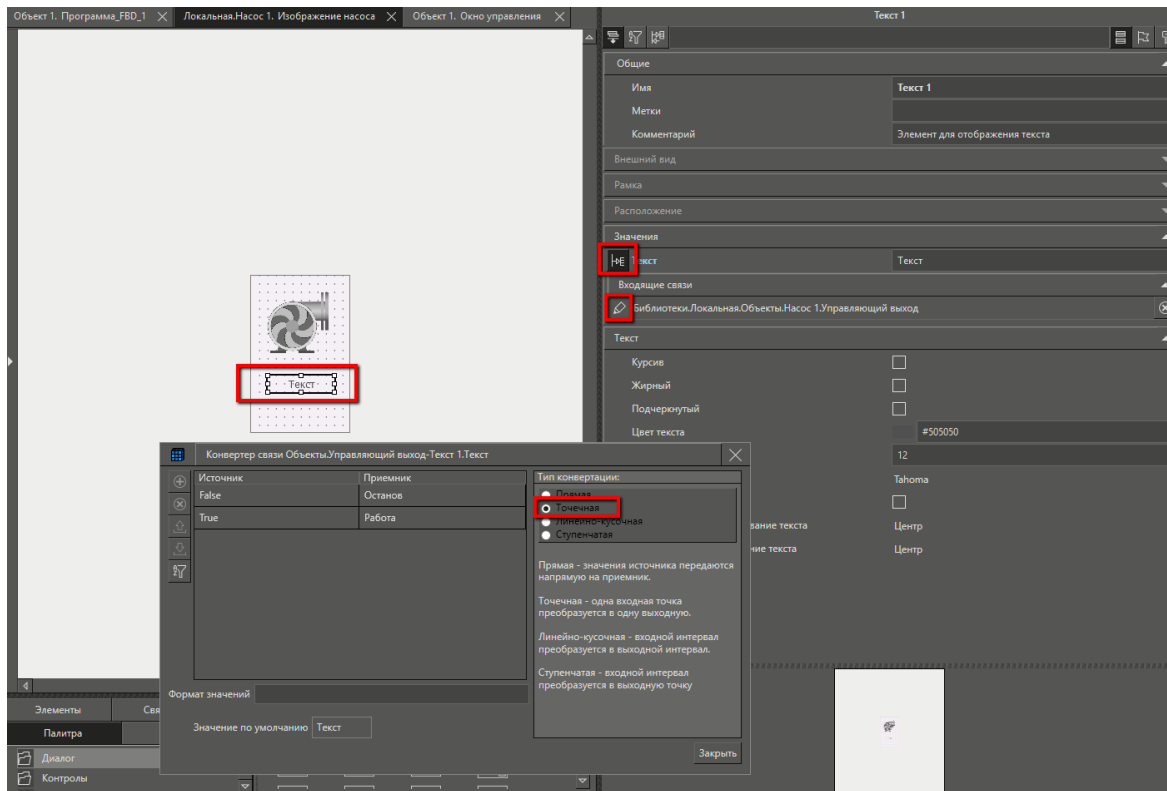 Объект 1. Программа_FBD_1
Локальная.Насос 1. Изображение насоса
Объект 1. Окно управления
Текст 1
Общие
Имя Текст 1
Метки
Комментарий Элемент для отображения текста
Внешний вид
Рамка
Расположение
Значения
Текст Текст
Входящие связи
Библиотеки.Локальная.Объекты.Насос 1.Управляющий выход
Текст
Курсив
Жирный
Подчеркнутый
Цвет текста #505050
12
Tahoma
вание текста Центр
ние текста Центр
Текст
Конвертер связи Объекты.Управляющий выход-Текст 1.Текст
Источник Приемник
False Останов
True Работа
Тип конвертации:
Прямая
Точечная
Линейно-кусочная
Ступенчатая
Прямая - значения источника передаются
напрямую на приемник.
Точечная - одна входная точка
преобразуется в одну выходную.
Линейно-кусочная - входной интервал
преобразуется в выходной интервал.
Ступенчатая - входной интервал
преобразуется в выходную точку
Формат значений
Значение по умолчанию Текст
Закрыть
Элементы Свя
Палитра
Диалог
Контролы